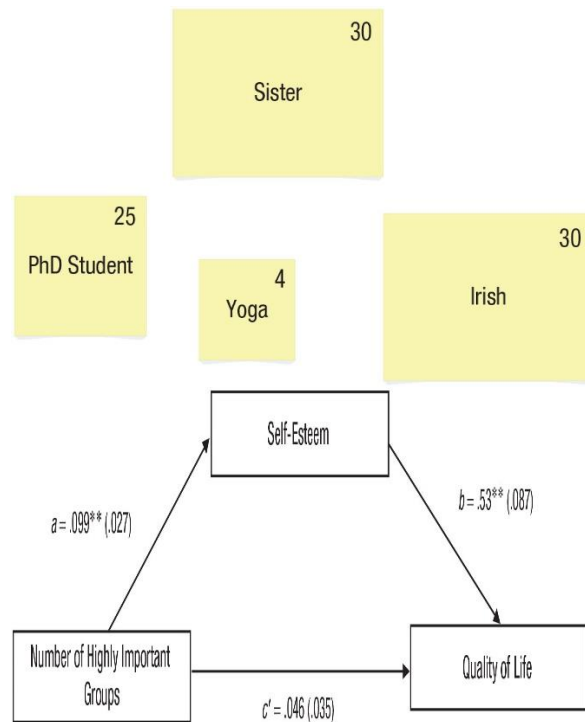 30
Sister
25
PhD Student
4
Yoga
30
Irish
Self-Esteem
a = .099** (.027)
b = .53** (.087)
Number of Highly Important
Groups
Quality of Life
c' = .046 (.035)